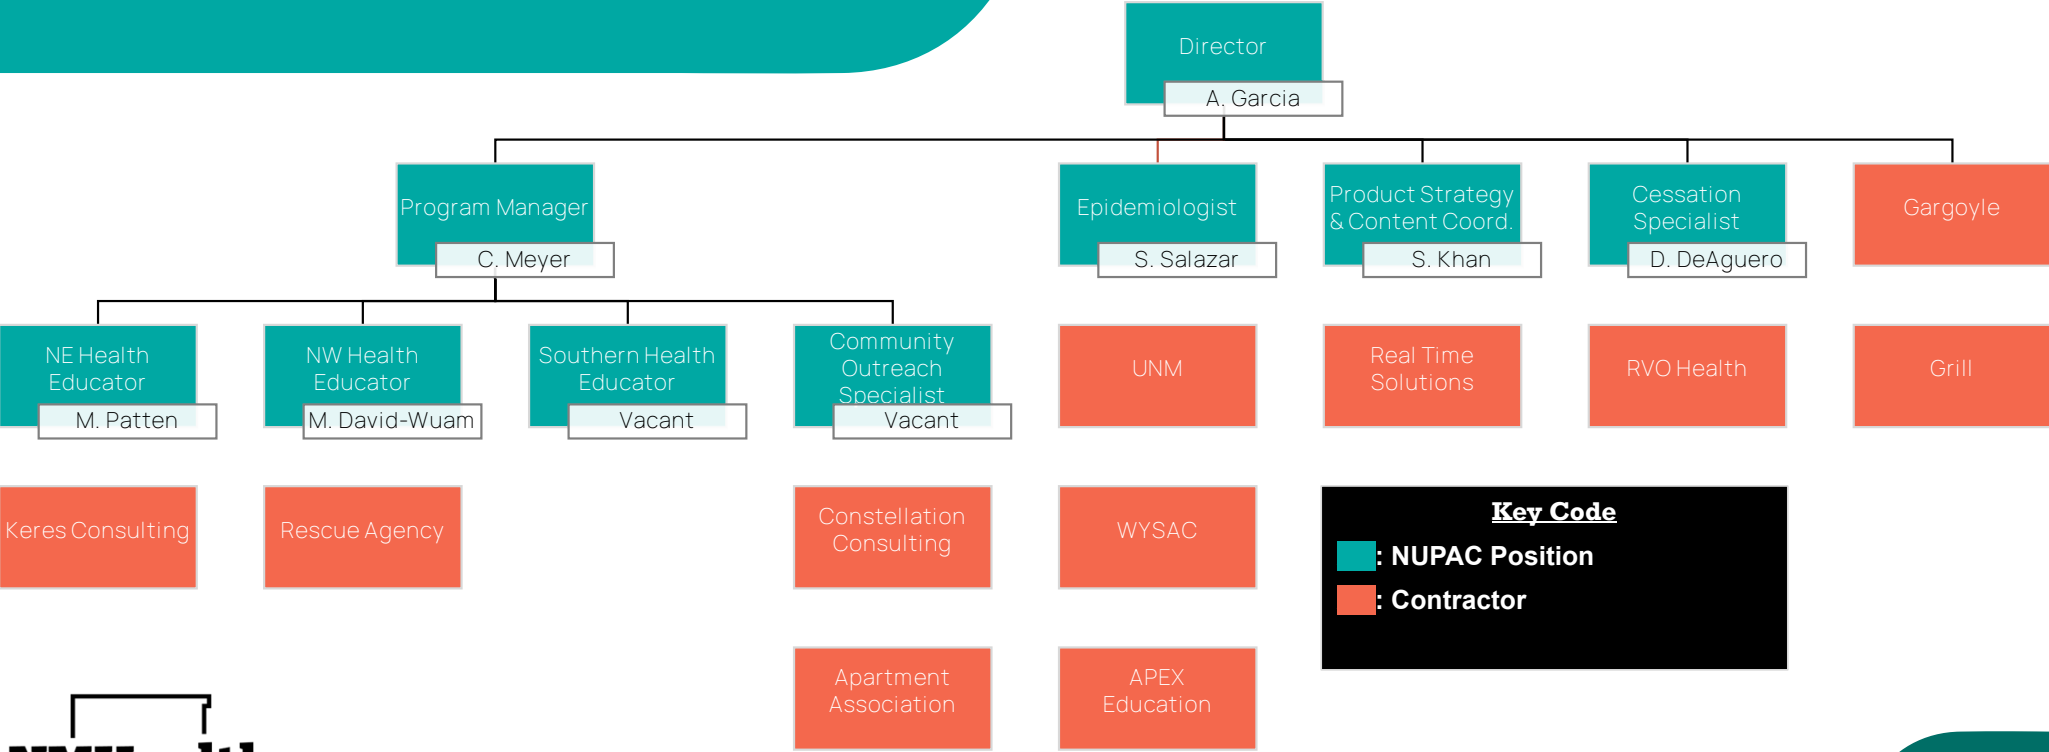 Director
A. Garcia
Program Manager
C. Meyer
Epidemiologist
S. Salazar
Product Strategy
& Content Coord.
S. Khan
Cessation
Specialist
D. DeAguero
Gargoyle
NE Health
Educator
M. Patten
NW Health
Educator
M. David-Wuam
Southern Health
Educator
Vacant
Community
Outreach
Specialist
Vacant
UNM
Real Time
Solutions
RVO Health
Grill
Keres Consulting
Rescue Agency
Constellation
Consulting
WYSAC
Key Code
: NUPAC Position
: Contractor
Apartment
Association
APEX
Education